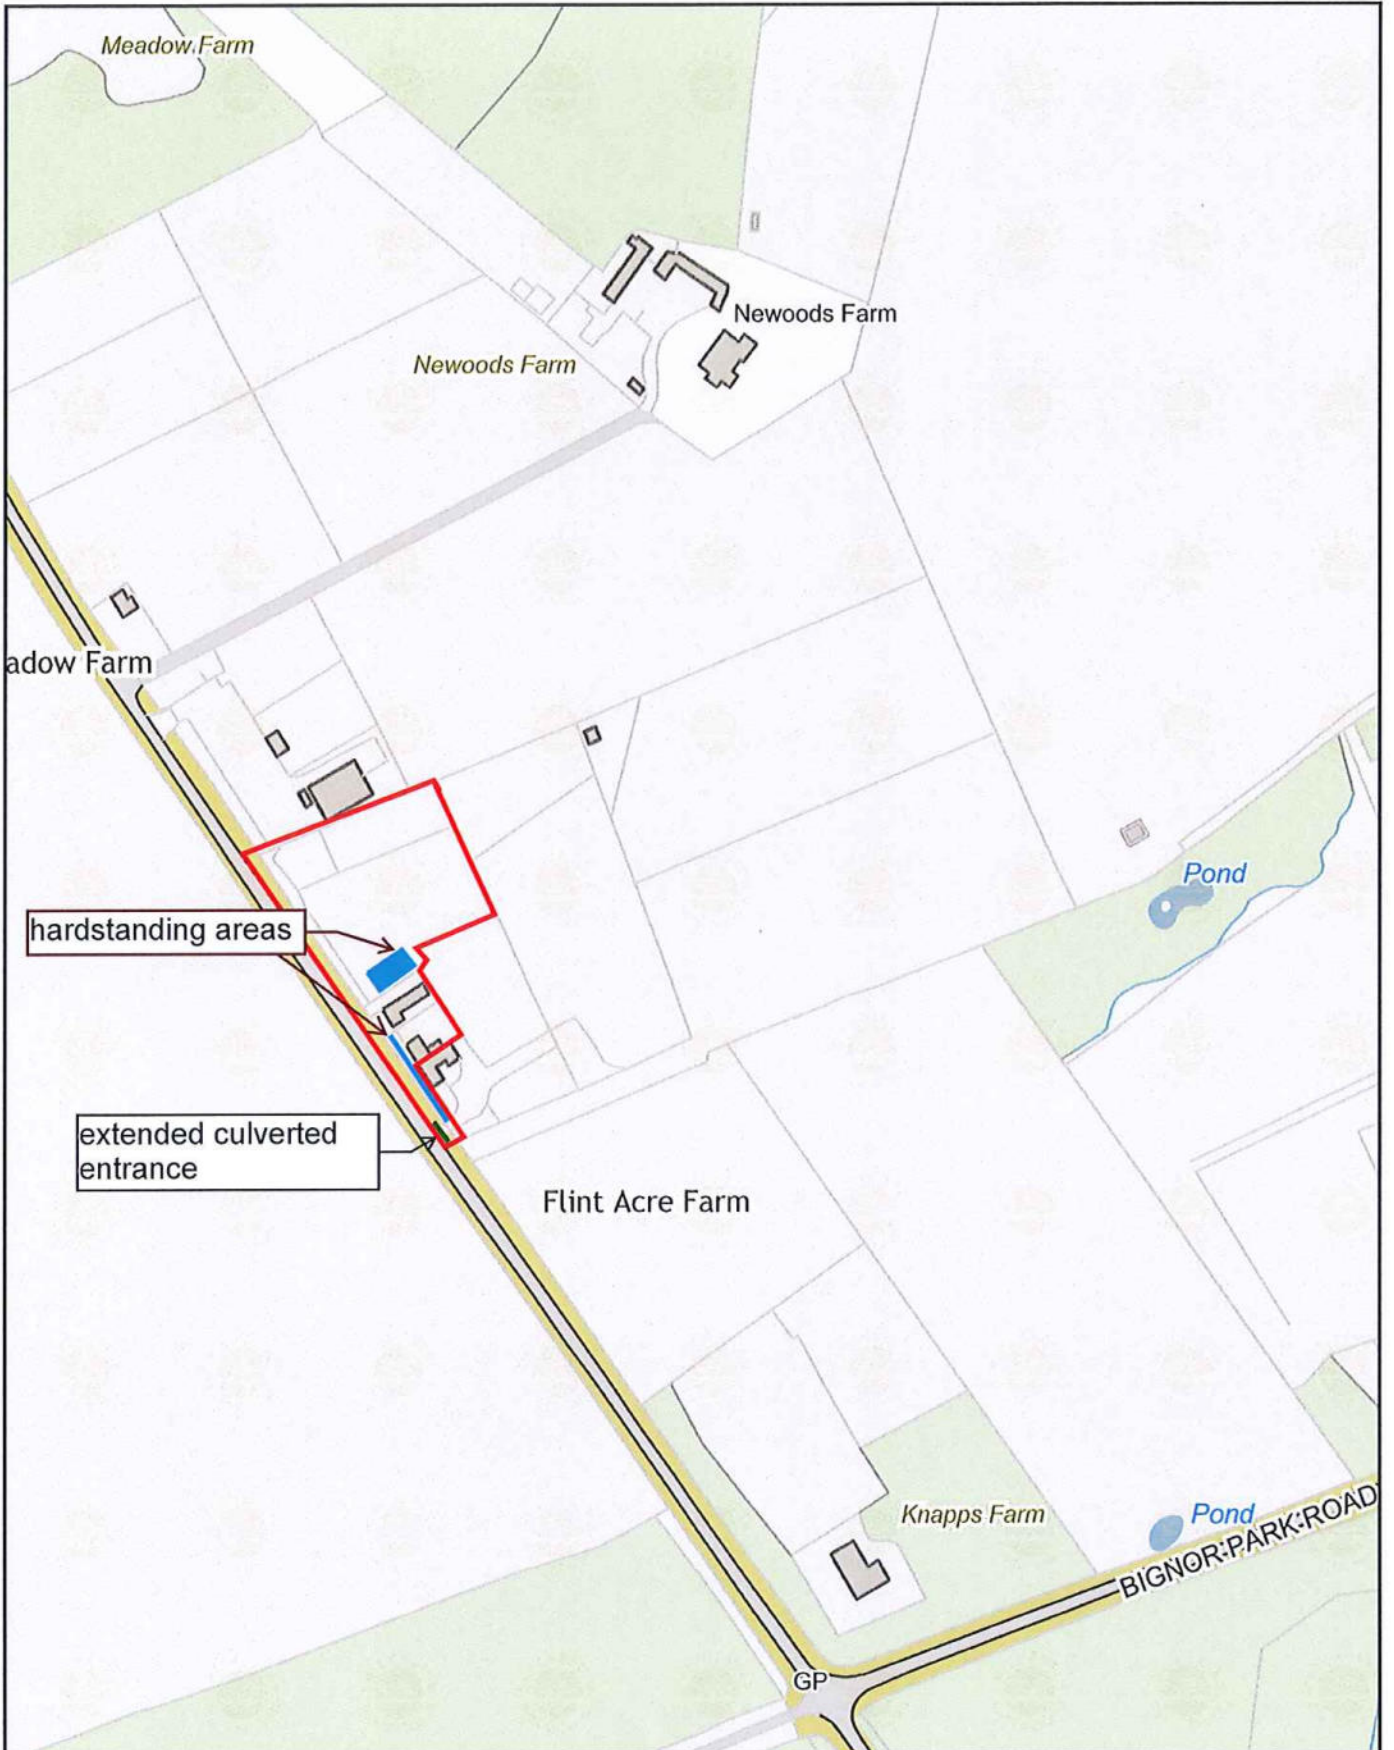 Meadow Farm
Newoods Farm
Newoods Farm
adow Farm
Pond
hardstanding areas
extended culverted
entrance
Flint Acre Farm
Knapps Farm
Pond
BIGNOR PARK ROAD
GP